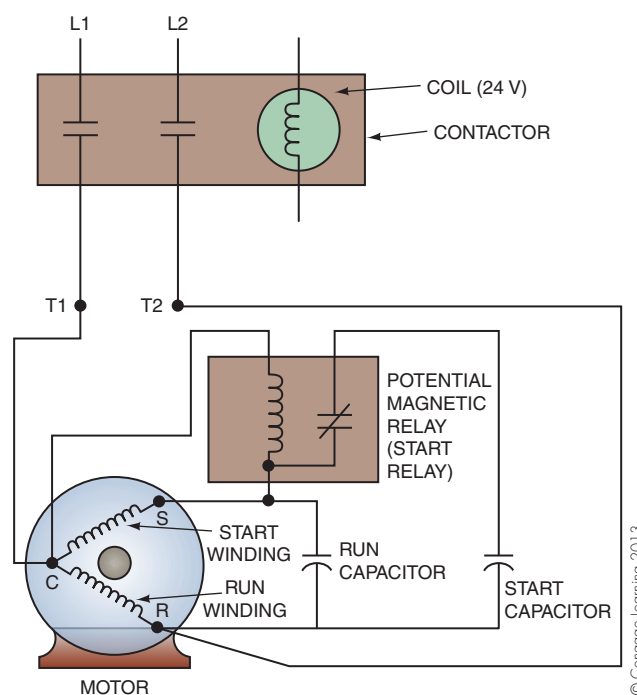 L1
L2
COIL (24 V)
CONTACTOR
T1
T2
POTENTIAL
MAGNETIC
RELAY
(START
RELAY)
S
START
WINDING
C
RUN
WINDING
R
RUN
CAPACITOR
START
CAPACITOR
MOTOR
© Cengage learning 2013